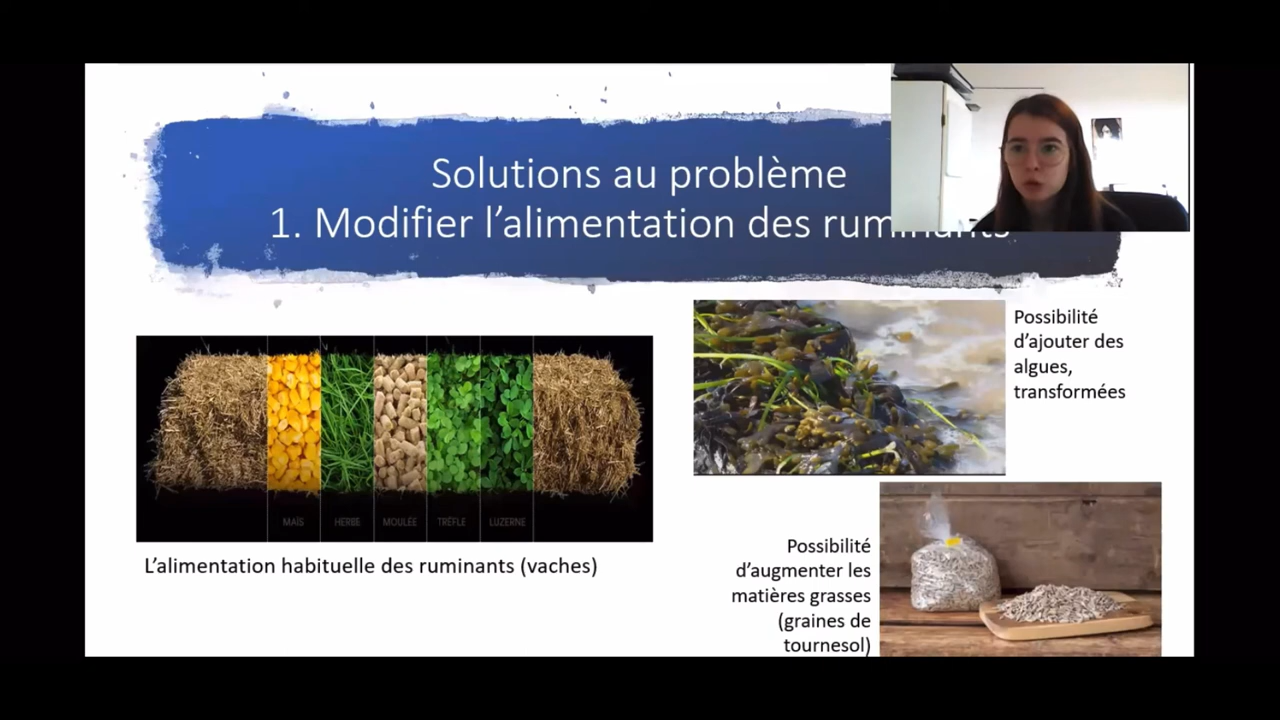 Solutions au problème
1. Modifier l'alimentation des ruminants
Possibilité
d'ajouter des
algues,
transformées
MAÏS HERBE MOULÉE TRÈFLE LUZERNE
L'alimentation habituelle des ruminants (vaches)
Possibilité
d'augmenter les
matières grasses
(graines de
tournesol)